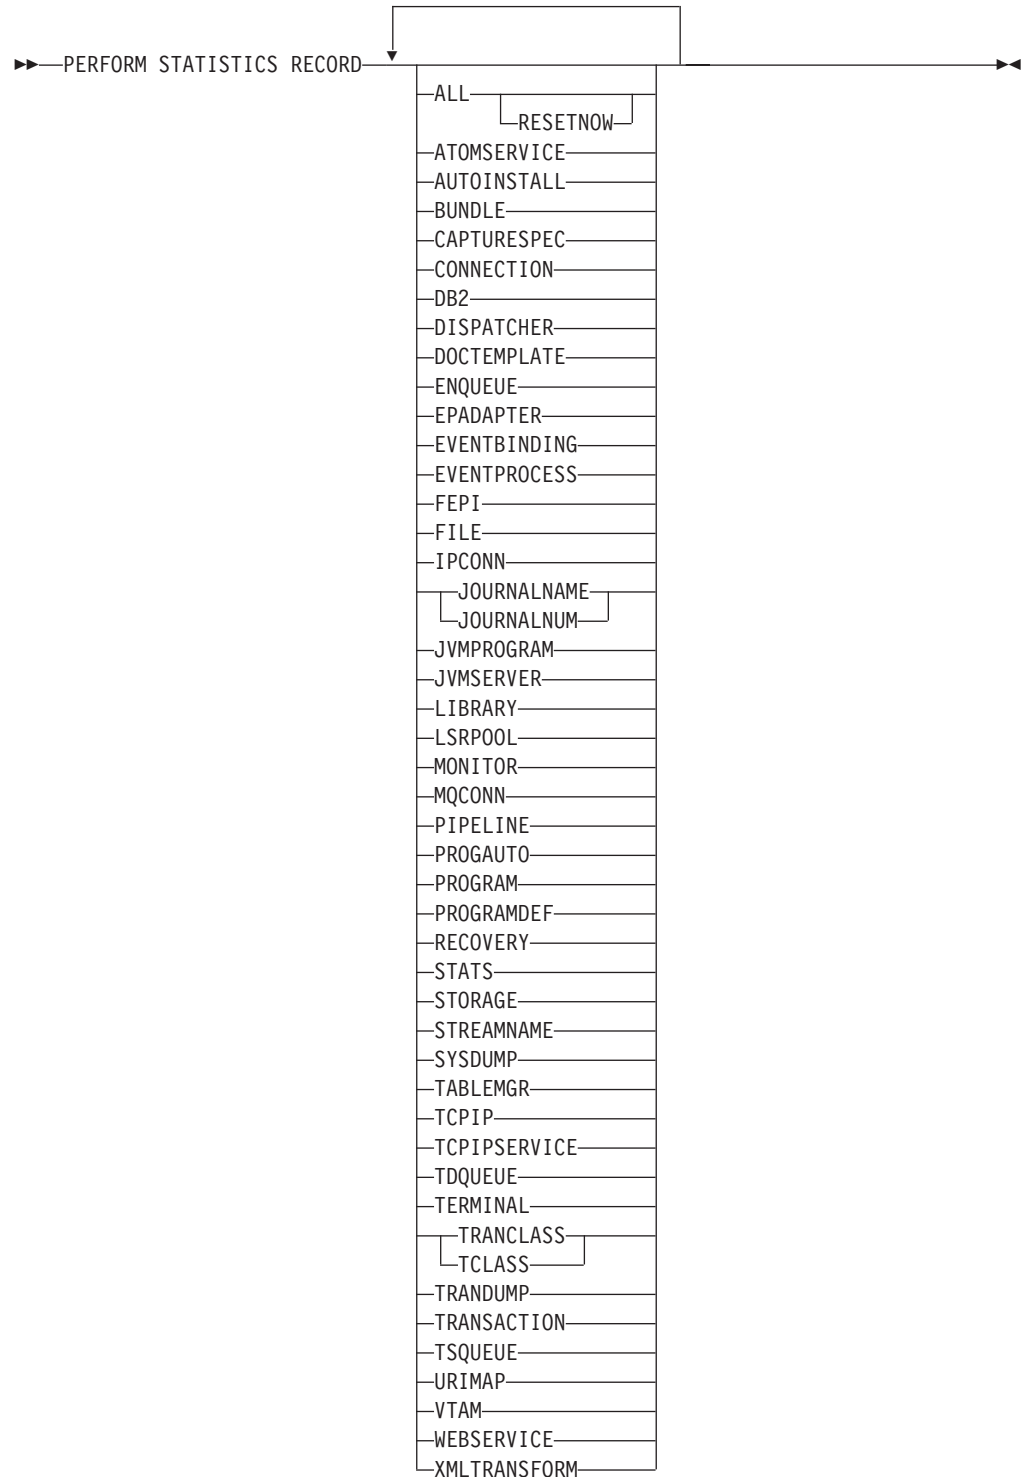 PERFORM STATISTICS RECORD
ALL
RESETNOW
ATOMSERVICE
AUTOINSTALL
BUNDLE
CAPTURESPEC
CONNECTION
DB2
DISPATCHER
DOCTEMPLATE
ENQUEUE
EPADAPTER
EVENTBINDING
EVENTPROCESS
FEPI
FILE
IPCONN
JOURNALNAME
JOURNALNUM
JVMPROGRAM
JVMSERVER
LIBRARY
LSRPOOL
MONITOR
MQCONN
PIPELINE
PROGAUTO
PROGRAM
PROGRAMDEF
RECOVERY
STATS
STORAGE
STREAMNAME
SYSDUMP
TABLEMGR
TCPIP
TCPIPSERVICE
TDQUEUE
TERMINAL
TRANCLASS
TCLASS
TRANDUMP
TRANSACTION
TSQUEUE
URIMAP
VTAM
WEBSERVICE
XMLTRANSFORM